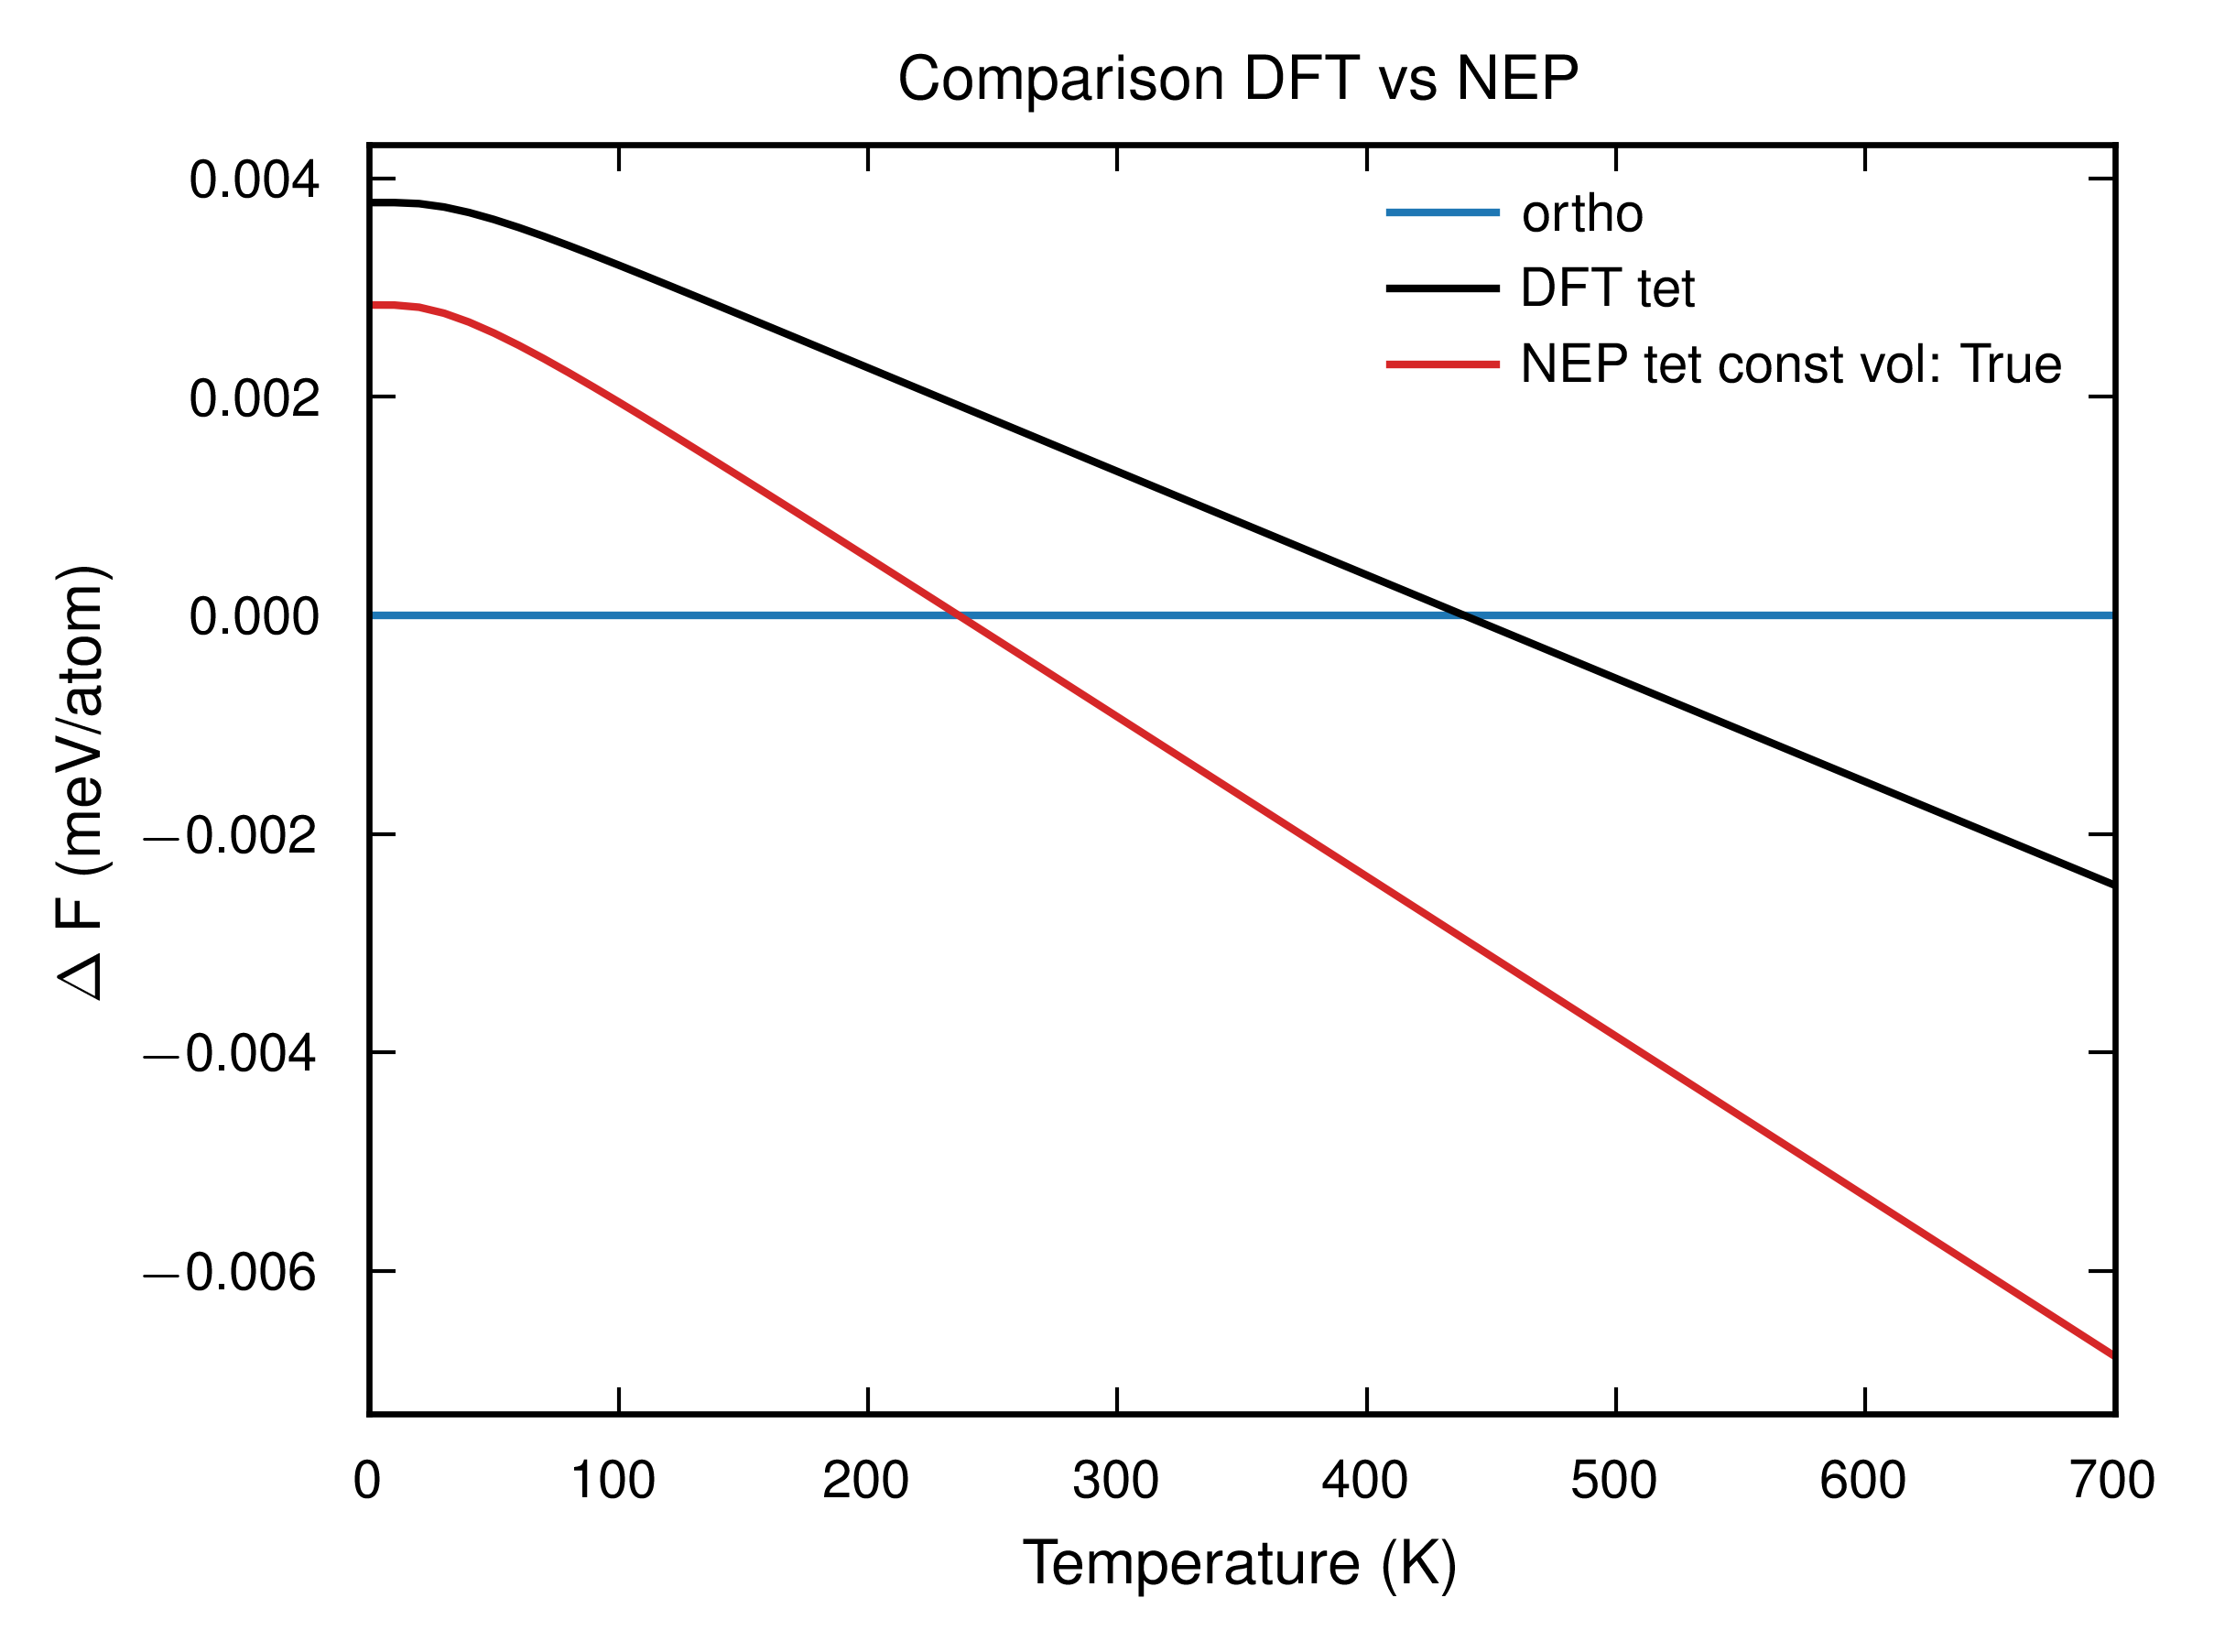 Comparison DFT vs NEP
0.004
0.002
0.000
−0.002
−0.004
−0.006
Δ F (meV/atom)
ortho
DFT tet
NEP tet const vol: True
0 100 200 300 400 500 600 700
Temperature (K)